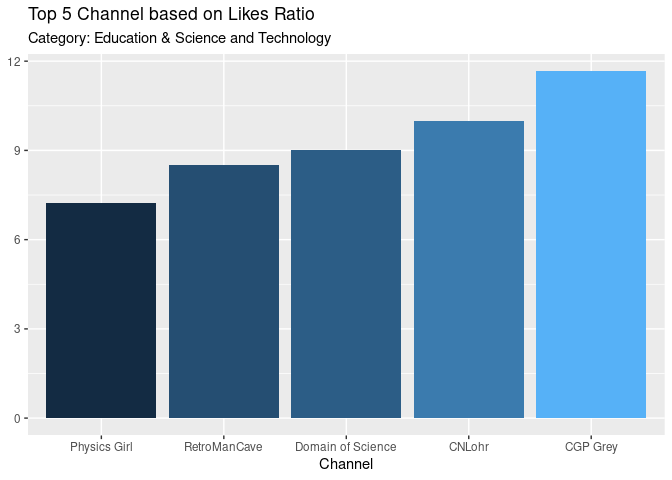 Top 5 Channel based on Likes Ratio
Category: Education & Science and Technology
12
9
6
3
0
Physics Girl RetroManCave Domain of Science CNLohr CGP Grey
Channel